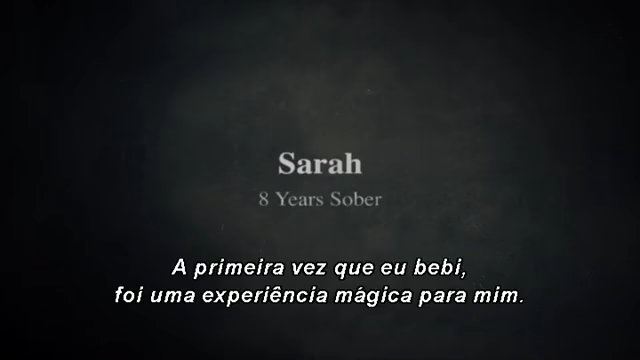 Sarah
8 Years Sober
A primeira vez que eu bebi,
foi uma experiência mágica para mim.